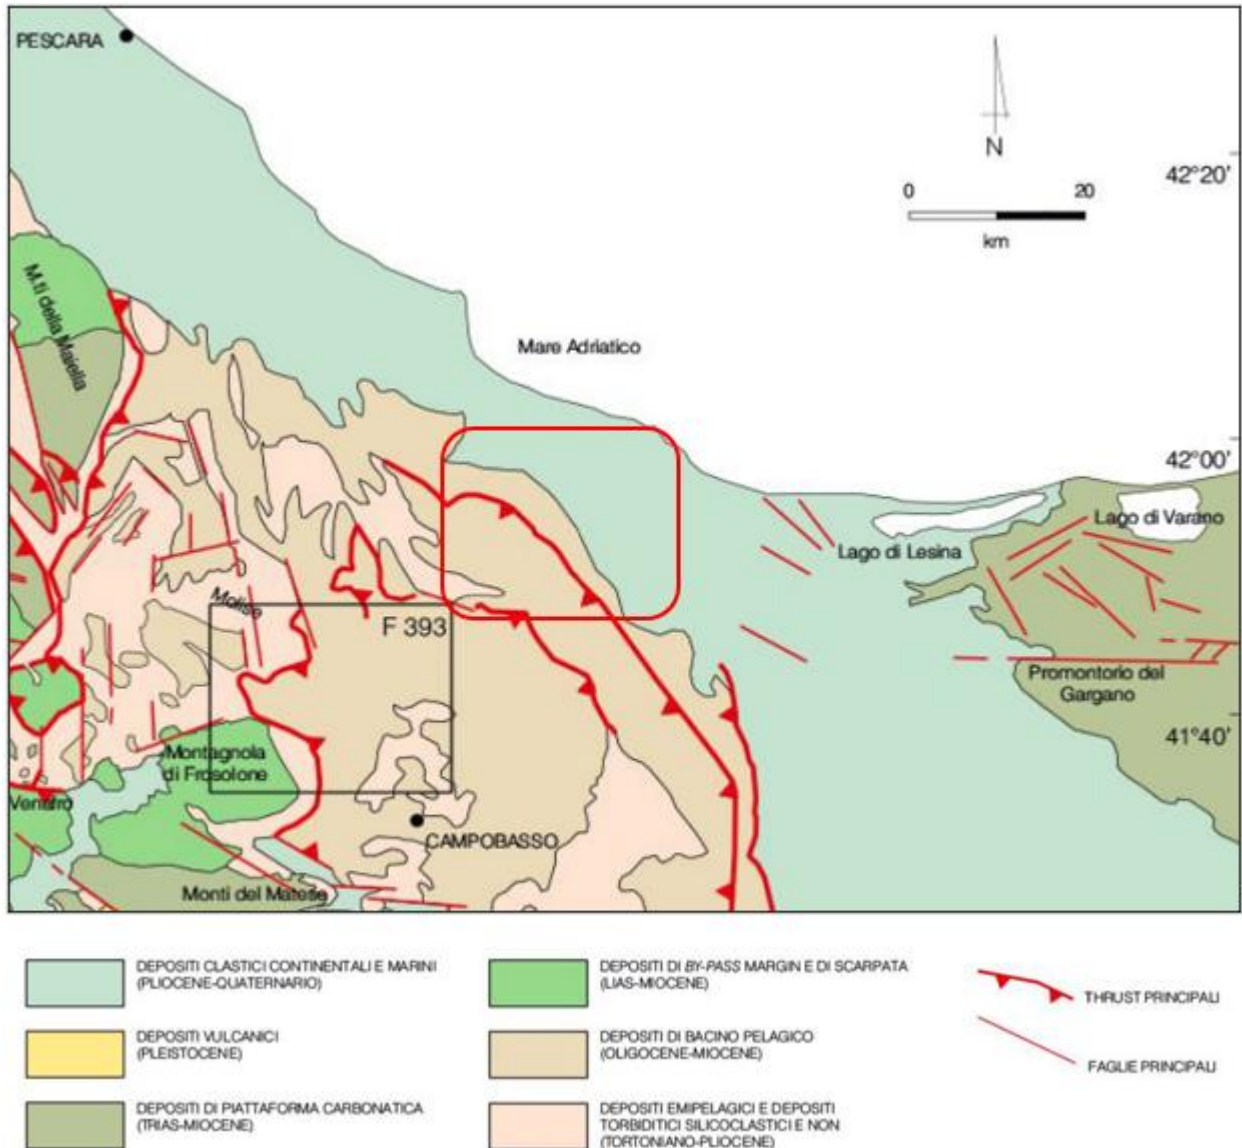 PESCARA
N
42°20'
0 20
km
M.ti della Maiella
Mare Adriatico
42°00'
Lago di Varano
Lago di Lesina
Molise
F 393
Promontorio del
Gargano
41°40'
Montagnola
di Frosolone
Venafro
CAMPOBASSO
Monti del Matese
DEPOSITI CLASTICI CONTINENTALI E MARINI
(PLIOCENE-QUATERNARIO)
DEPOSITI VULCANICI
(PLEISTOCENE)
DEPOSITI DI PIATTAFORMA CARBONATICA
(TRIAS-MIOCENE)
DEPOSITI DI BY-PASS MARGIN E DI SCARPATA
(LIAS-MIOCENE)
DEPOSITI DI BACINO PELAGICO
(OLIGOCENE-MIOCENE)
DEPOSITI EMIPELAGICI E DEPOSITI
TORBIDITICI SILICOCLASTICI E NON
(TORTONIANO-PLIOCENE)
THRUST PRINCIPALI
FAGLIE PRINCIPALI